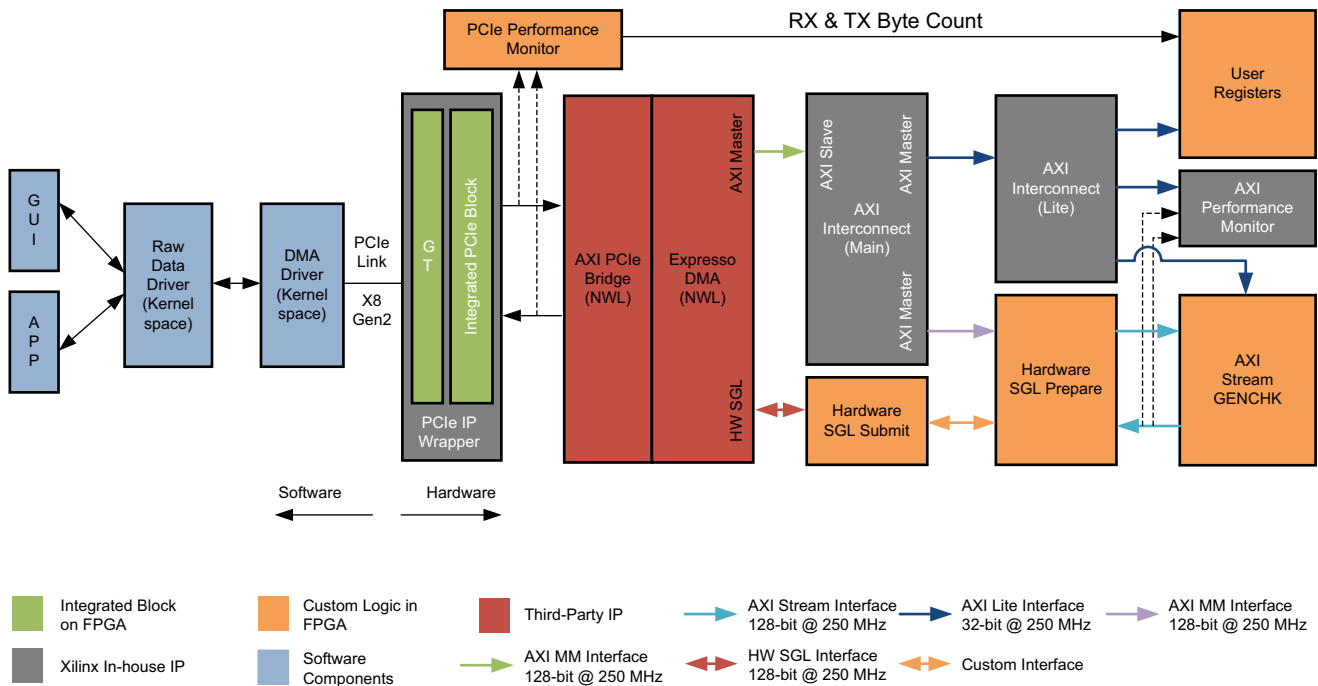 PCIe Performance
Monitor
RX & TX Byte Count
User
Registers
G
U
I
A
P
P
Raw
Data
Driver
(Kernel
space)
DMA
Driver
(Kernel
space)
PCIe
Link
X8
Gen2
G
T
Integrated PCIe Block
PCIe IP
Wrapper
AXI PCIe
Bridge
(NWL)
Expresso
DMA
(NWL)
AXI Master
HW SGL
AXI Slave
AXI Master
AXI
Interconnect
(Main)
AXI Master
Hardware
SGL Submit
AXI
Interconnect
(Lite)
AXI
Performance
Monitor
Hardware
SGL Prepare
AXI
Stream
GENCHK
Software
Hardware
Integrated Block
on FPGA
Custom Logic in
FPGA
Third-Party IP
AXI Stream Interface
128-bit @ 250 MHz
AXI Lite Interface
32-bit @ 250 MHz
AXI MM Interface
128-bit @ 250 MHz
Xilinx In-house IP
Software
Components
AXI MM Interface
128-bit @ 250 MHz
HW SGL Interface
128-bit @ 250 MHz
Custom Interface